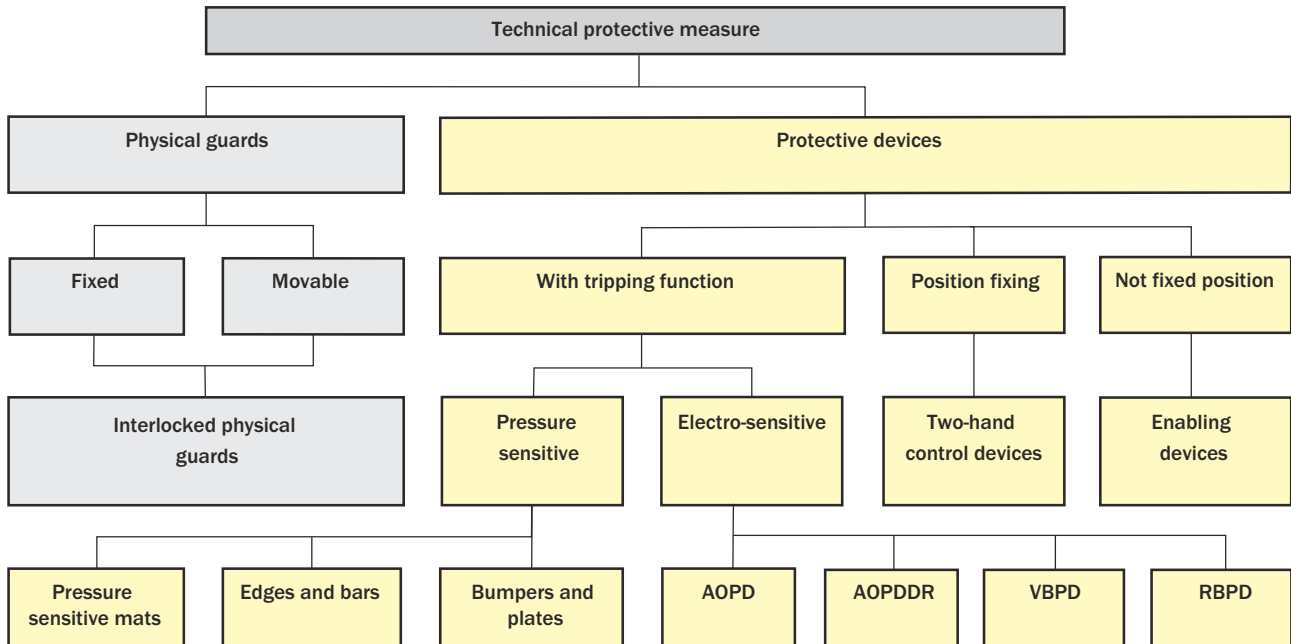 Technical protective measure
Physical guards
Protective devices
Fixed
Movable
With tripping function
Position fixing
Not fixed position
Interlocked physical
guards
Pressure
sensitive
Electro-sensitive
Two-hand
control devices
Enabling
devices
Pressure
sensitive mats
Edges and bars
Bumpers and
plates
AOPD
AOPDDR
VBPD
RBPD